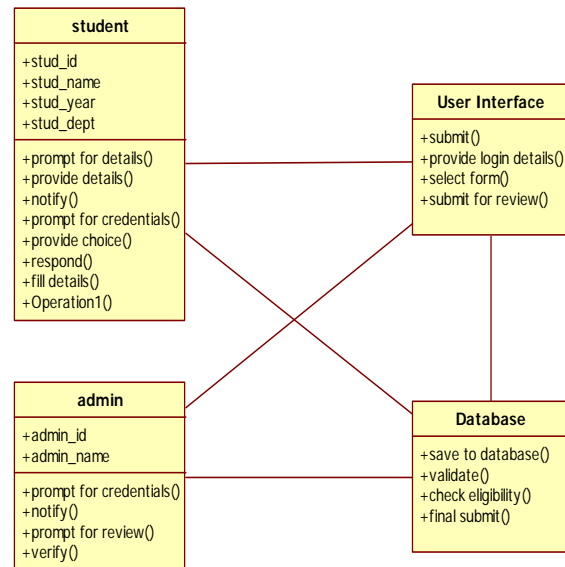 student
+stud_id
+stud_name
+stud_year
+stud_dept
+prompt for details()
+provide details()
+notify()
+prompt for credentials()
+provide choice()
+respond()
+fill details()
+Operation1()
User Interface
+submit()
+provide login details()
+select form()
+submit for review()
admin
+admin_id
+admin_name
+prompt for credentials()
+notify()
+prompt for review()
+verify()
Database
+save to database()
+validate()
+check eligibility()
+final submit()